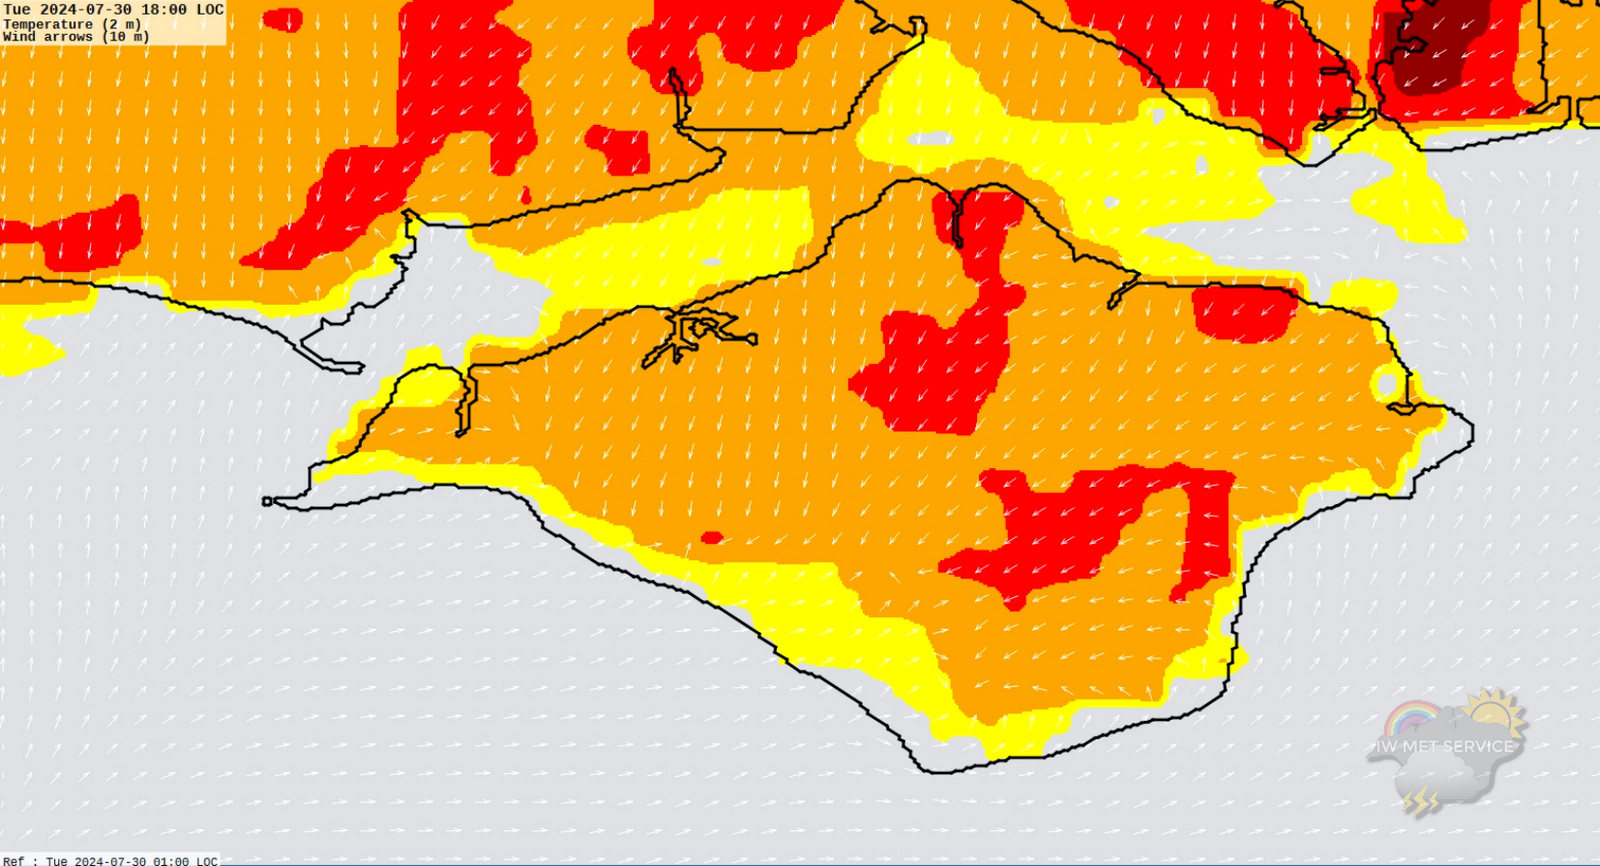 Tue 2024-07-30 18:00 LOC
Temperature (2 m)
Wind arrows (10 m)
IW MET SERVICE
Ref : Tue 2024-07-30 01:00 LOC